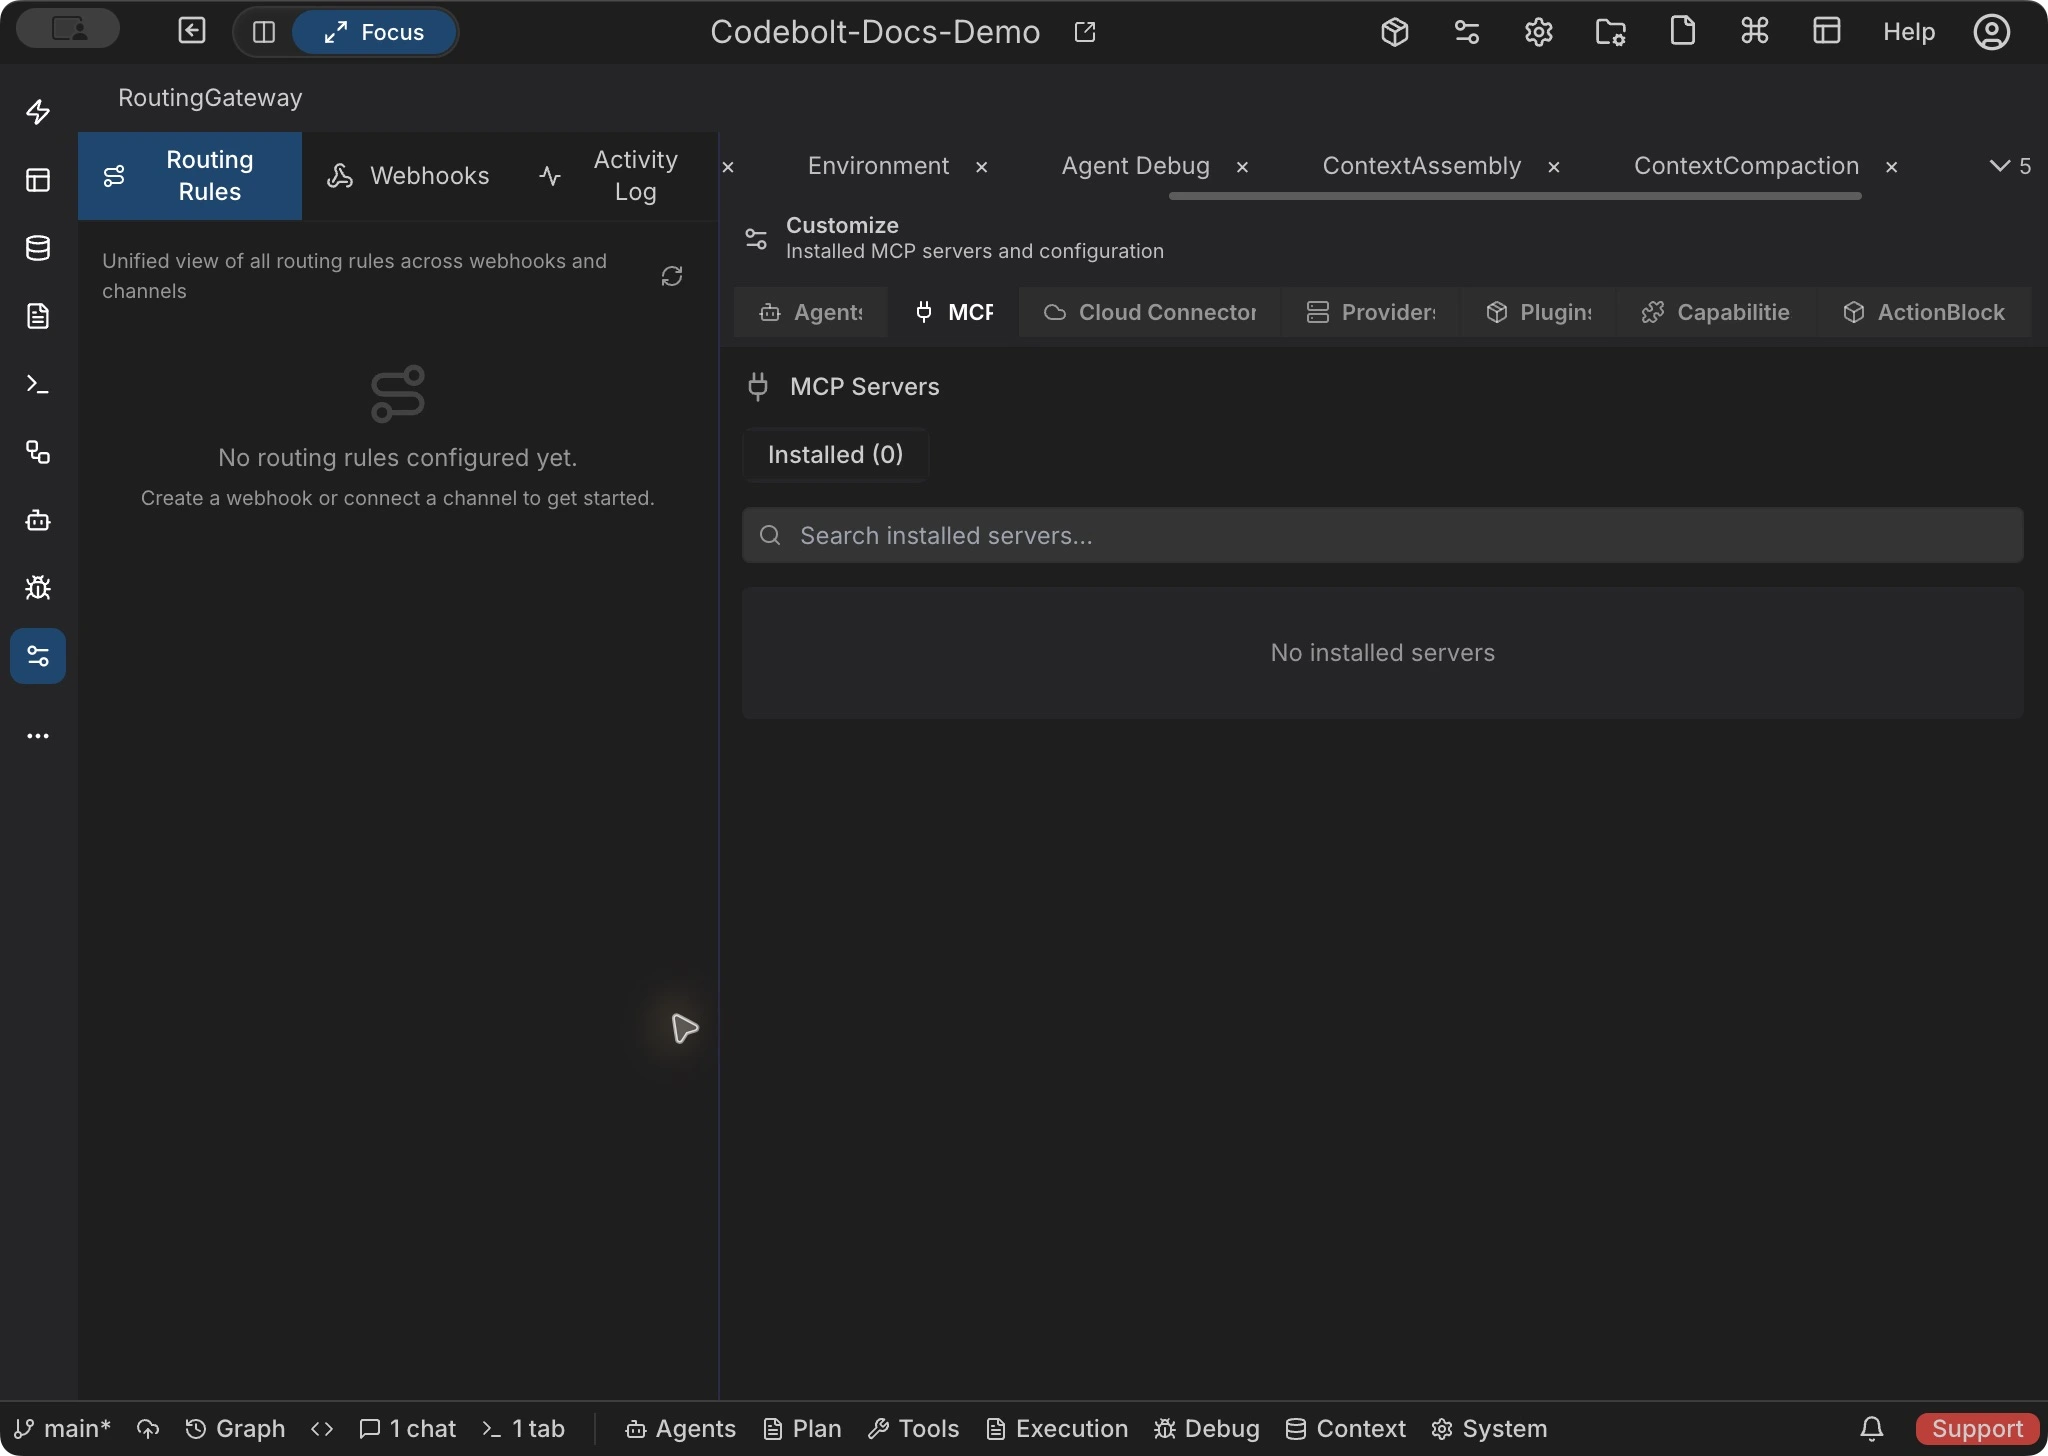 Focus
Codebolt-Docs-Demo
Help
RoutingGateway
Routing
Rules
Webhooks
Activity
Log
Environment
Agent Debug
ContextAssembly
ContextCompaction
5
Unified view of all routing rules across webhooks and
channels
No routing rules configured yet.
Create a webhook or connect a channel to get started.
Customize
Installed MCP servers and configuration
Agents
MCP
Cloud Connector
Providers
Plugins
Capabilitie
ActionBlock
MCP Servers
Installed (0)
Search installed servers...
No installed servers
main*
Graph
1 chat
1 tab
Agents
Plan
Tools
Execution
Debug
Context
System
Support